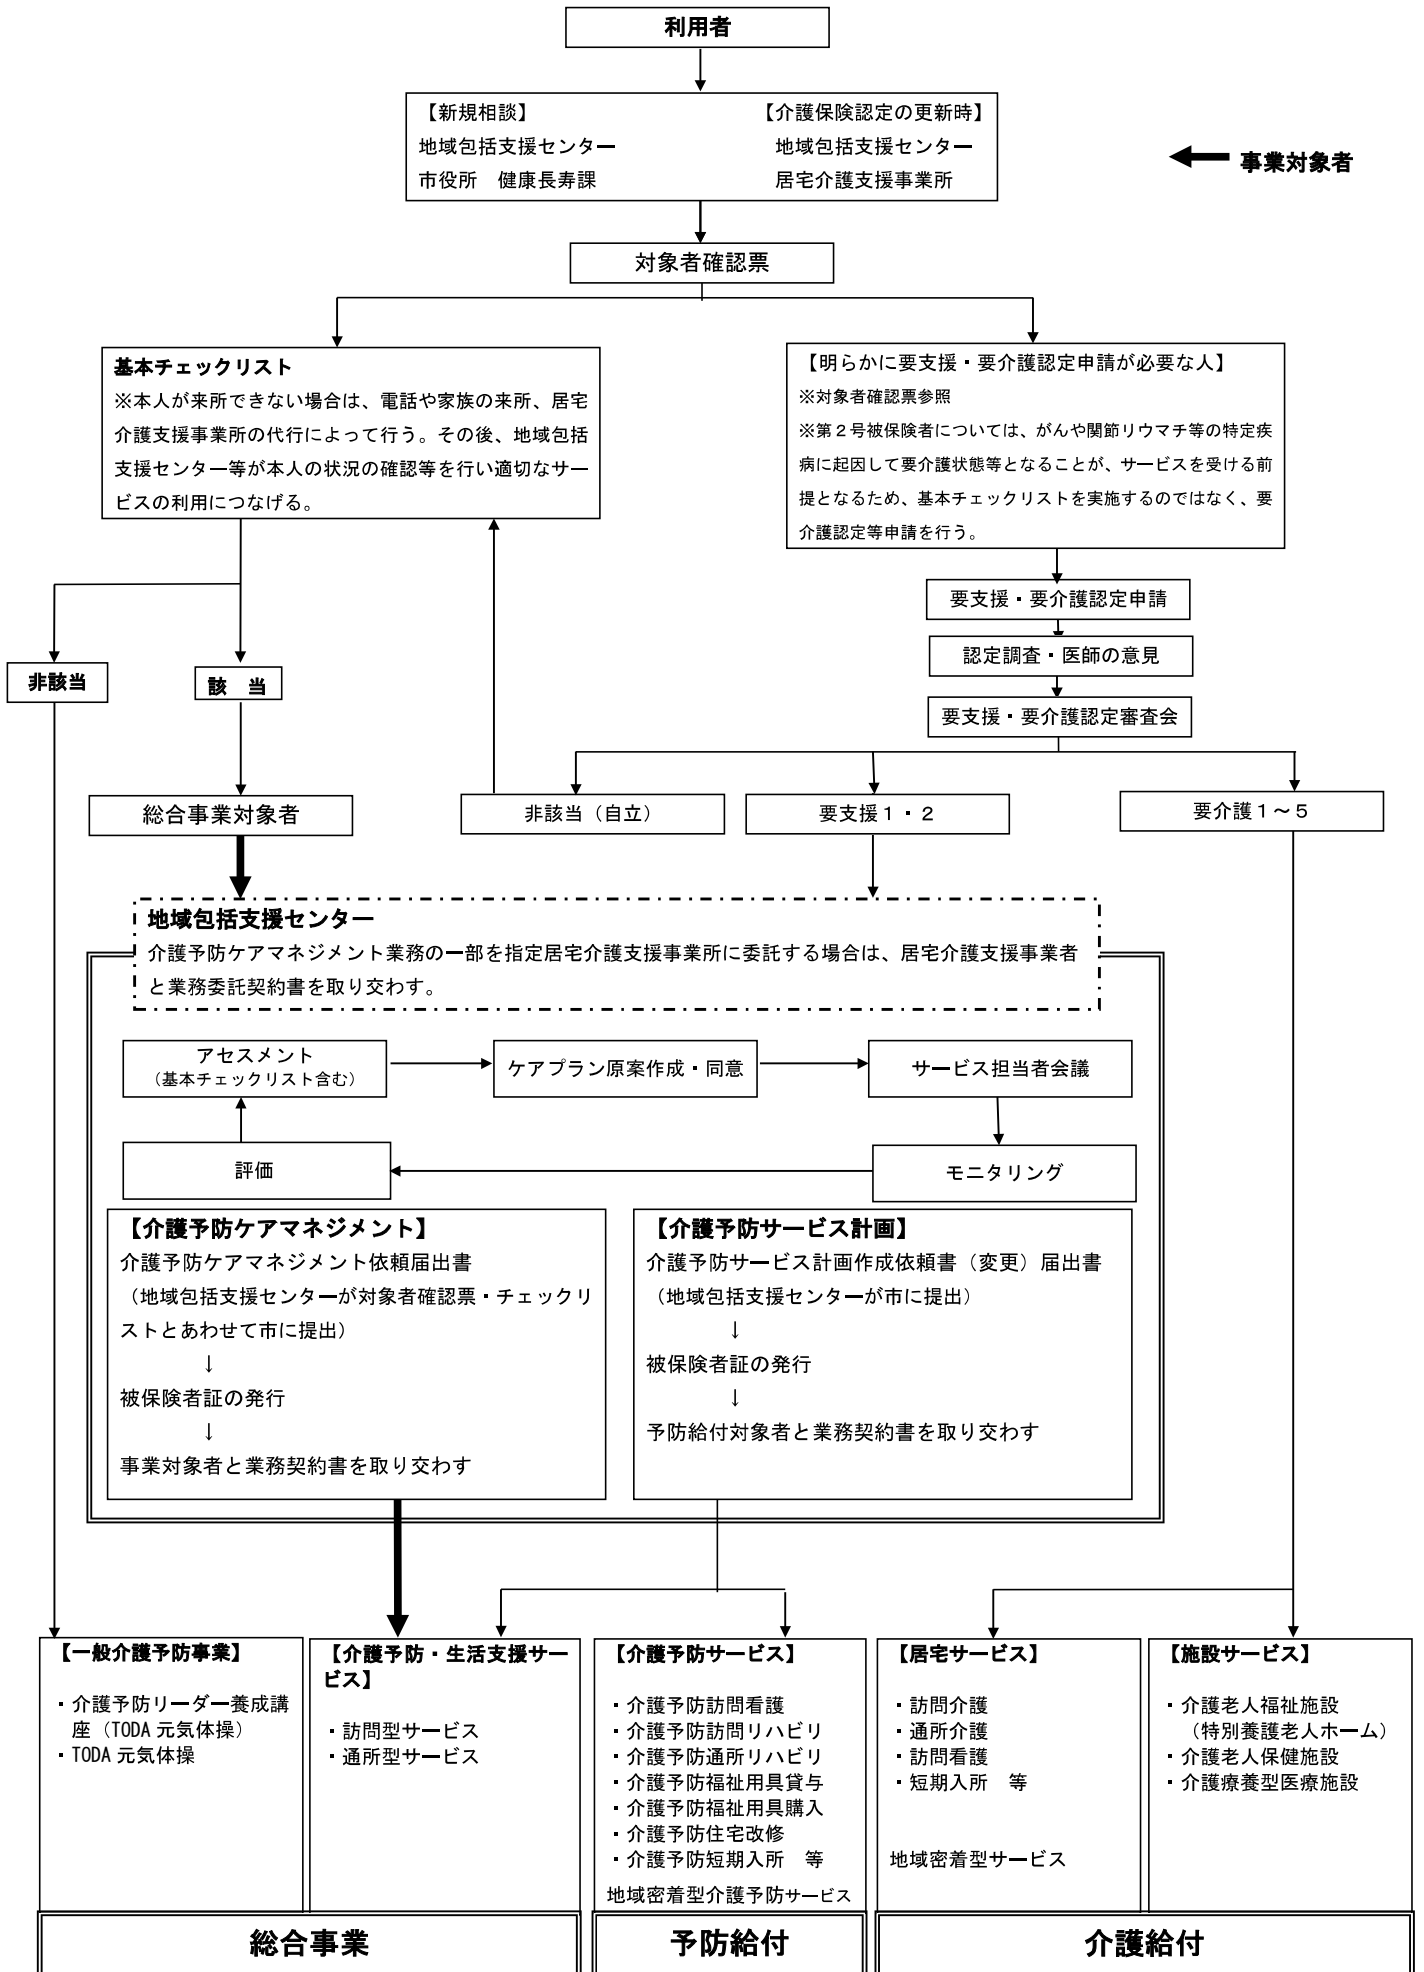 利用者
【新規相談】
地域包括支援センター
市役所　健康長寿課
【介護保険認定の更新時】
地域包括支援センター
居宅介護支援事業所
事業対象者
対象者確認票
基本チェックリスト
※本人が来所できない場合は、電話や家族の来所、居宅
介護支援事業所の代行によって行う。その後、地域包括
支援センター等が本人の状況の確認等を行い適切なサー
ビスの利用につなげる。
【明らかに要支援・要介護認定申請が必要な人】
※対象者確認票参照
※第２号被保険者については、がんや関節リウマチ等の特定疾
病に起因して要介護状態等となることが、サービスを受ける前
提となるため、基本チェックリストを実施するのではなく、要
介護認定等申請を行う。
要支援・要介護認定申請
認定調査・医師の意見
要支援・要介護認定審査会
非該当
該　当
総合事業対象者
非該当（自立）
要支援１・２
要介護１～５
地域包括支援センター
介護予防ケアマネジメント業務の一部を指定居宅介護支援事業所に委託する場合は、居宅介護支援事業者
と業務委託契約書を取り交わす。
アセスメント
（基本チェックリスト含む）
ケアプラン原案作成・同意
サービス担当者会議
評価
モニタリング
【介護予防ケアマネジメント】
介護予防ケアマネジメント依頼届出書
（地域包括支援センターが対象者確認票・チェックリ
ストとあわせて市に提出）
↓
被保険者証の発行
↓
事業対象者と業務契約書を取り交わす
【介護予防サービス計画】
介護予防サービス計画作成依頼書（変更）届出書
（地域包括支援センターが市に提出）
↓
被保険者証の発行
↓
予防給付対象者と業務契約書を取り交わす
【一般介護予防事業】
・介護予防リーダー養成講
座（TODA 元気体操）
・TODA 元気体操
【介護予防・生活支援サー
ビス】
・訪問型サービス
・通所型サービス
【介護予防サービス】
・介護予防訪問看護
・介護予防訪問リハビリ
・介護予防通所リハビリ
・介護予防福祉用具貸与
・介護予防福祉用具購入
・介護予防住宅改修
・介護予防短期入所　等
地域密着型介護予防サービス
【居宅サービス】
・訪問介護
・通所介護
・訪問看護
・短期入所　等
地域密着型サービス
【施設サービス】
・介護老人福祉施設
（特別養護老人ホーム）
・介護老人保健施設
・介護療養型医療施設
総合事業
予防給付
介護給付